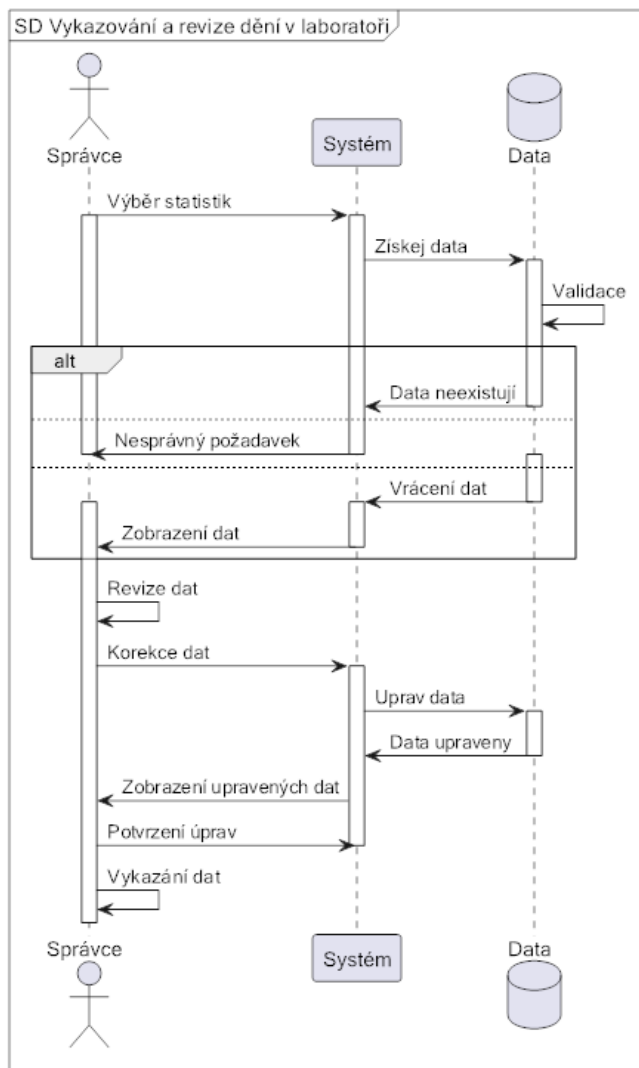 SD Vykazování a revize dění v laboratoři
Správce
Systém
Data
Výběr statistik
Získej data
Validace
alt
Data neexistují
Nesprávný požadavek
Vrácení dat
Zobrazení dat
Revize dat
Korekce dat
Uprav data
Data upraveny
Zobrazení upravených dat
Potvrzení úprav
Vykazání dat
Správce
Systém
Data